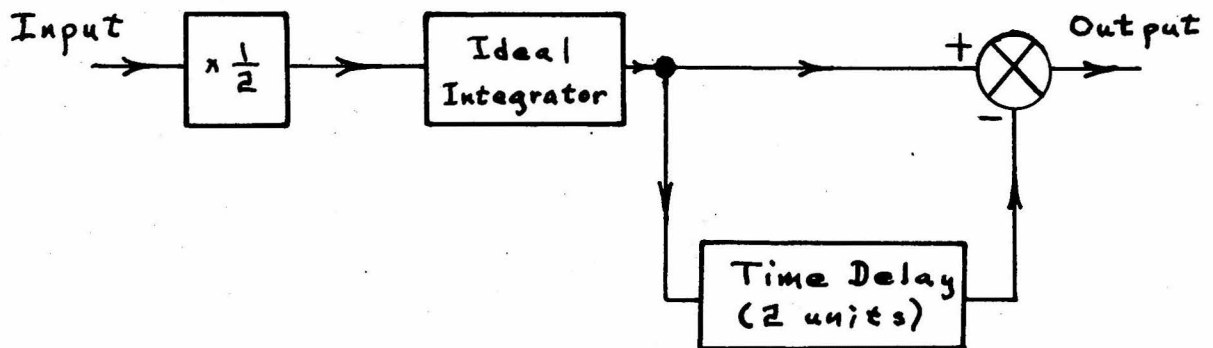 Input
× 1/2
Ideal
Integrator
+
Output
-
Time Delay
(2 units)